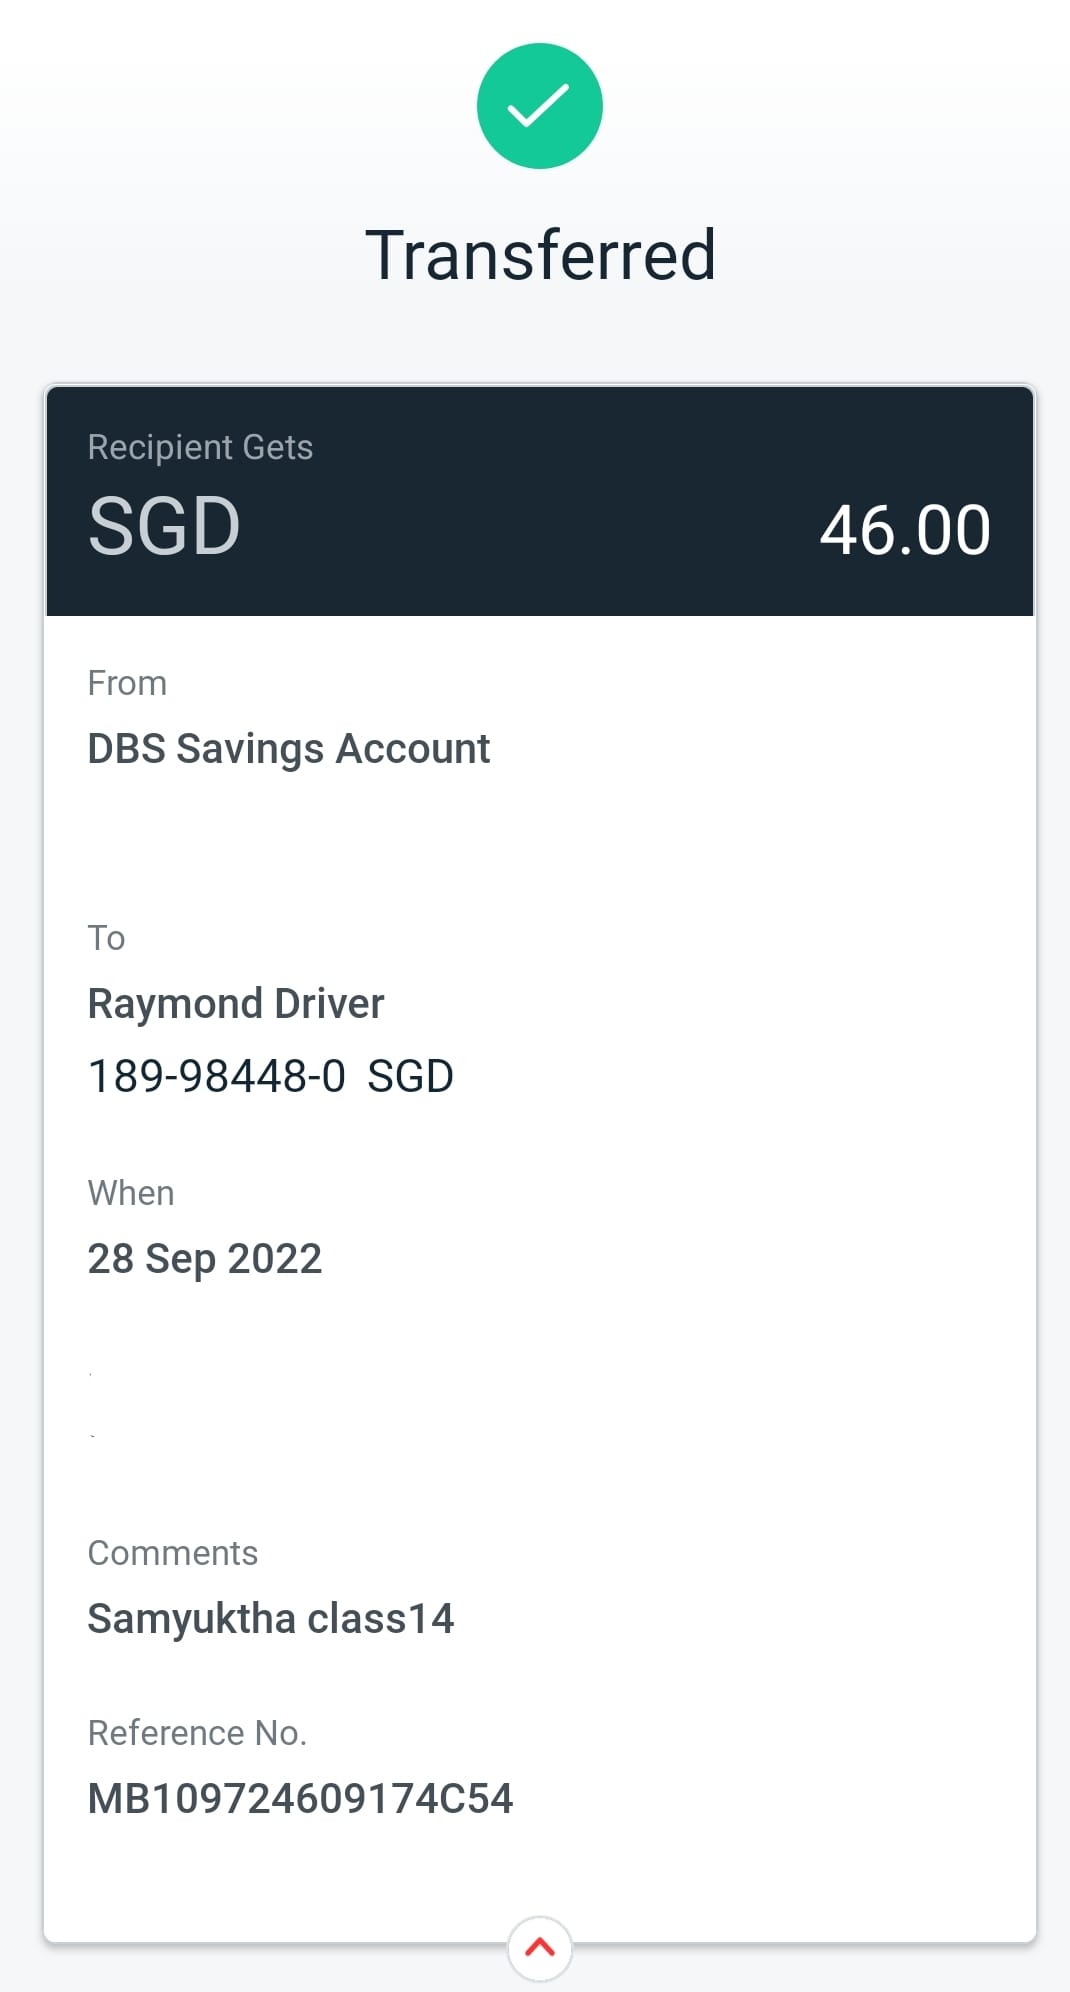 Transferred
Recipient Gets
SGD 46.00
From
DBS Savings Account
To
Raymond Driver
189-98448-0 SGD
When
28 Sep 2022
Comments
Samyuktha class14
Reference No.
MB109724609174C54